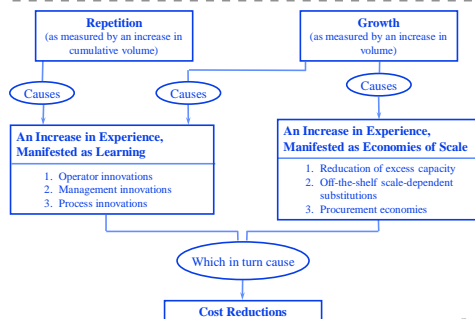 Repetition
(as measured by an increase in
cumulative volume)
Growth
(as measured by an increase in
volume)
Causes
Causes
Causes
An Increase in Experience,
Manifested as Learning
1. Operator innovations
2. Management innovations
3. Process innovations
An Increase in Experience,
Manifested as Economies of Scale
1. Reducation of excess capacity
2. Off-the-shelf scale-dependent
substitutions
3. Procurement economies
Which in turn cause
Cost Reductions